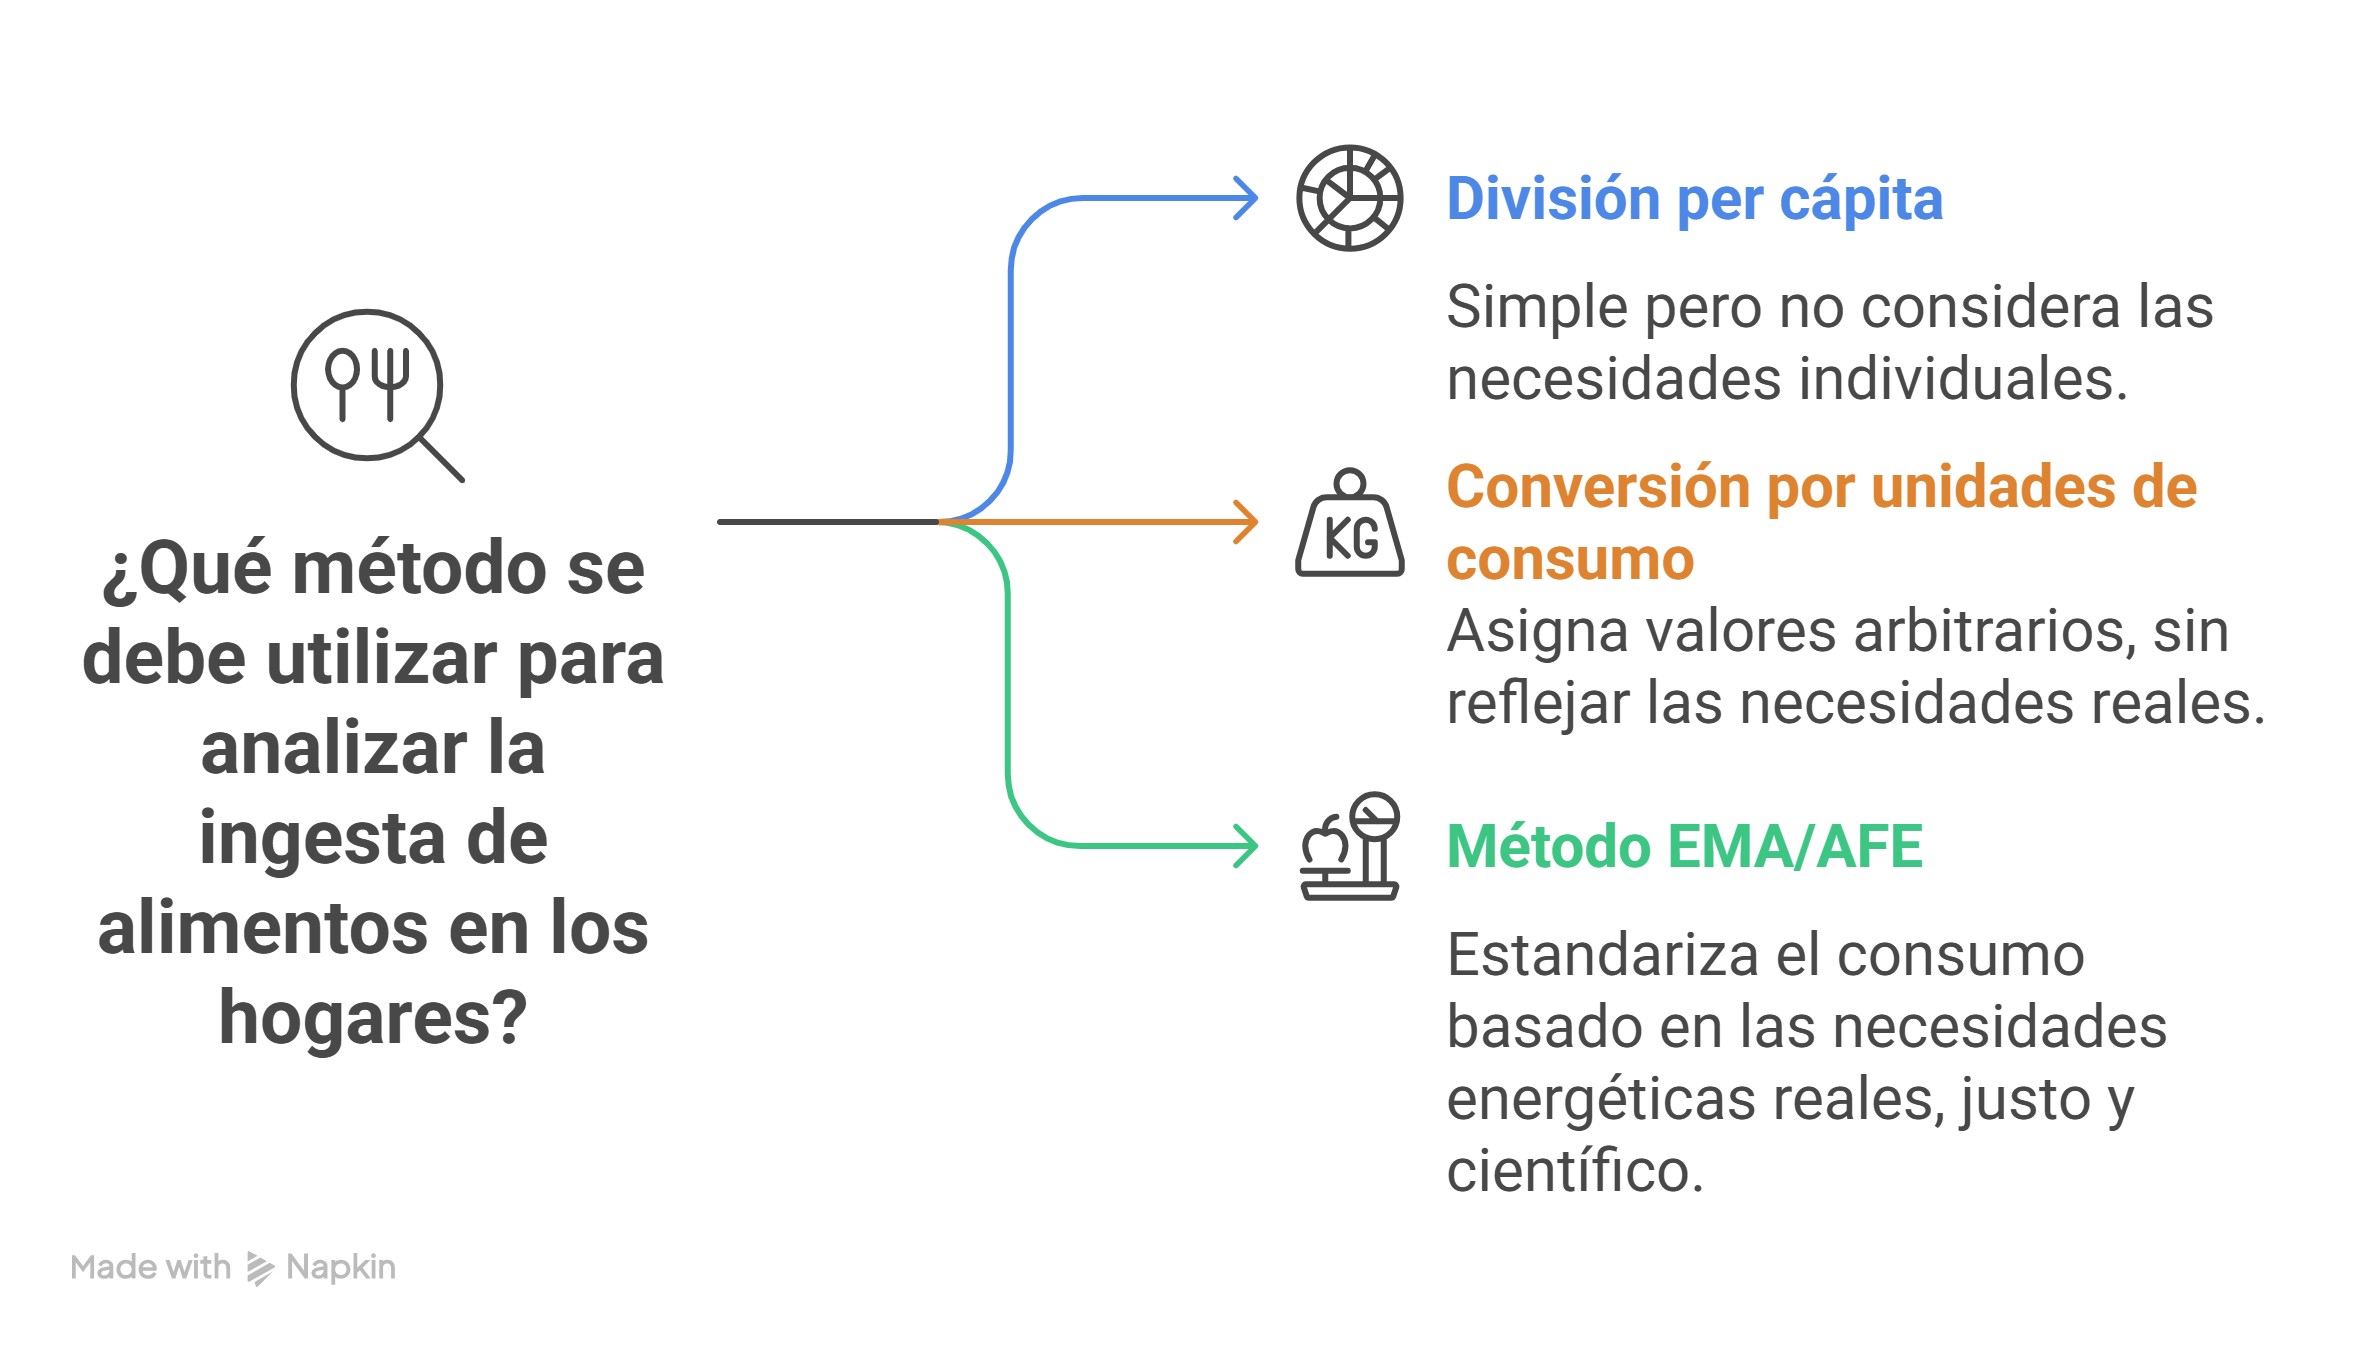 ¿Qué método se
debe utilizar para
analizar la
ingesta de
alimentos en los
hogares?
División per cápita
Simple pero no considera las
necesidades individuales.
KG
Conversión por unidades de
consumo
Asigna valores arbitrarios, sin
reflejar las necesidades reales.
Método EMA/AFE
Estandariza el consumo
basado en las necesidades
energéticas reales, justo y
científico.
Made with Napkin